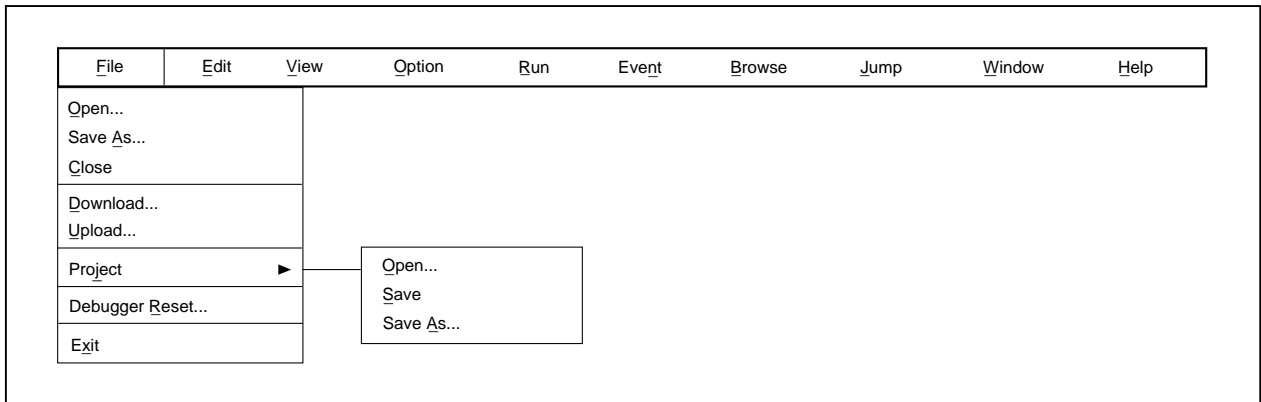 File Edit View Option Run Event Browse Jump Window Help
Open...
Save As...
Close
Download...
Upload...
Project ▶ Open...
Save
Debugger Reset...
Save As...
Exit